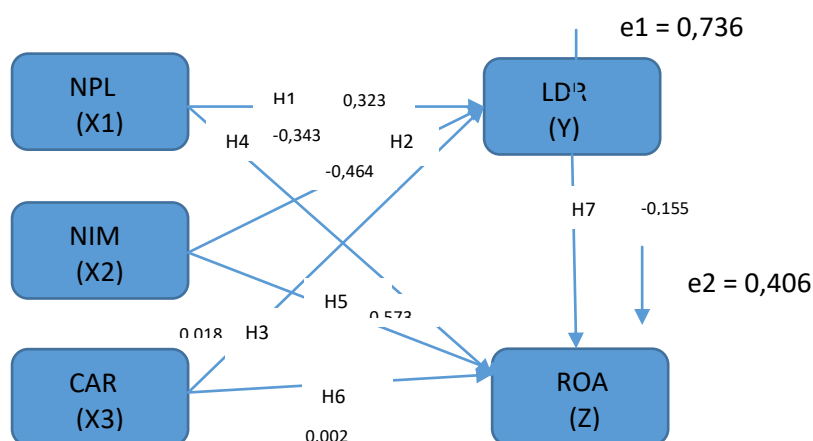 e1 = 0,736
NPL
(X1)
H1
0,323
LDR
(Y)
H4
-0,343
H2
-0,464
NIM
(X2)
H7
-0,155
e2 = 0,406
H5
0,573
0,018
H3
CAR
(X3)
H6
0,002
ROA
(Z)